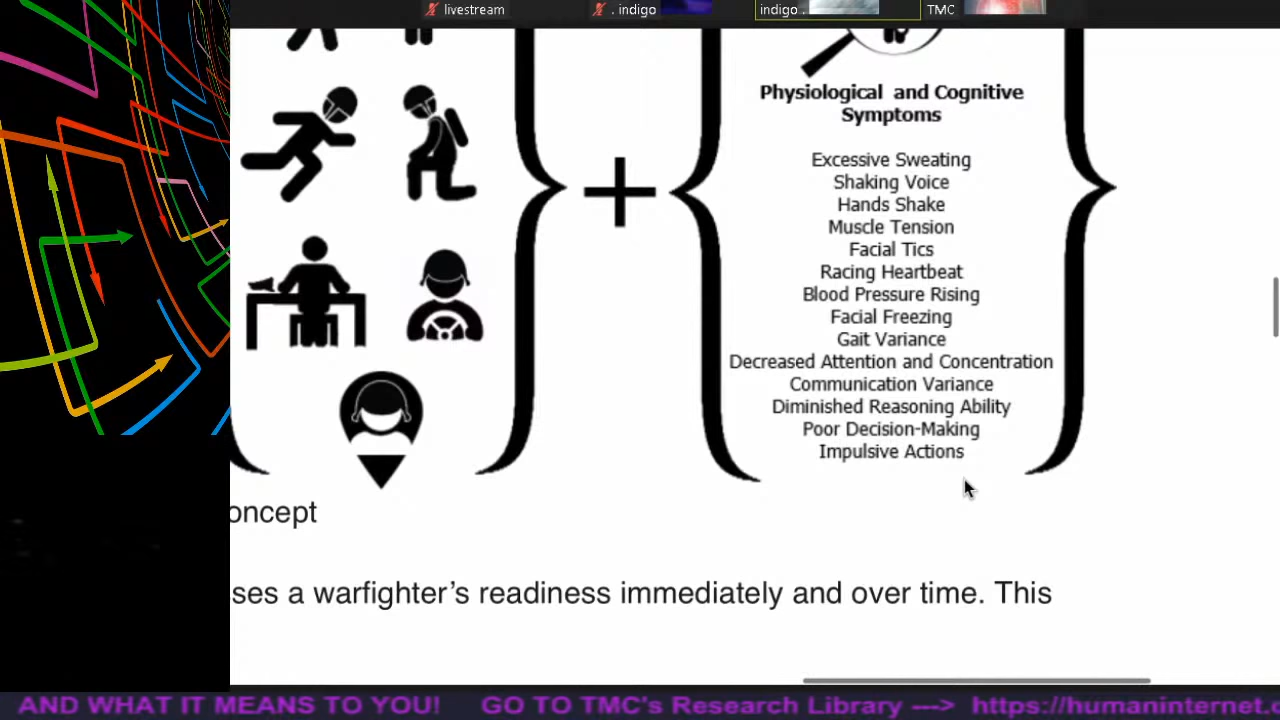 livestream
. indigo
indigo .
TMC
Physiological and Cognitive
Symptoms
Excessive Sweating
Shaking Voice
Hands Shake
Muscle Tension
Facial Tics
Racing Heartbeat
Blood Pressure Rising
Facial Freezing
Gait Variance
Decreased Attention and Concentration
Communication Variance
Diminished Reasoning Ability
Poor Decision-Making
Impulsive Actions
oncept
ses a warfighter's readiness immediately and over time. This
AND WHAT IT MEANS TO YOU! GO TO TMC's Research Library ---> https://humaninternet.c